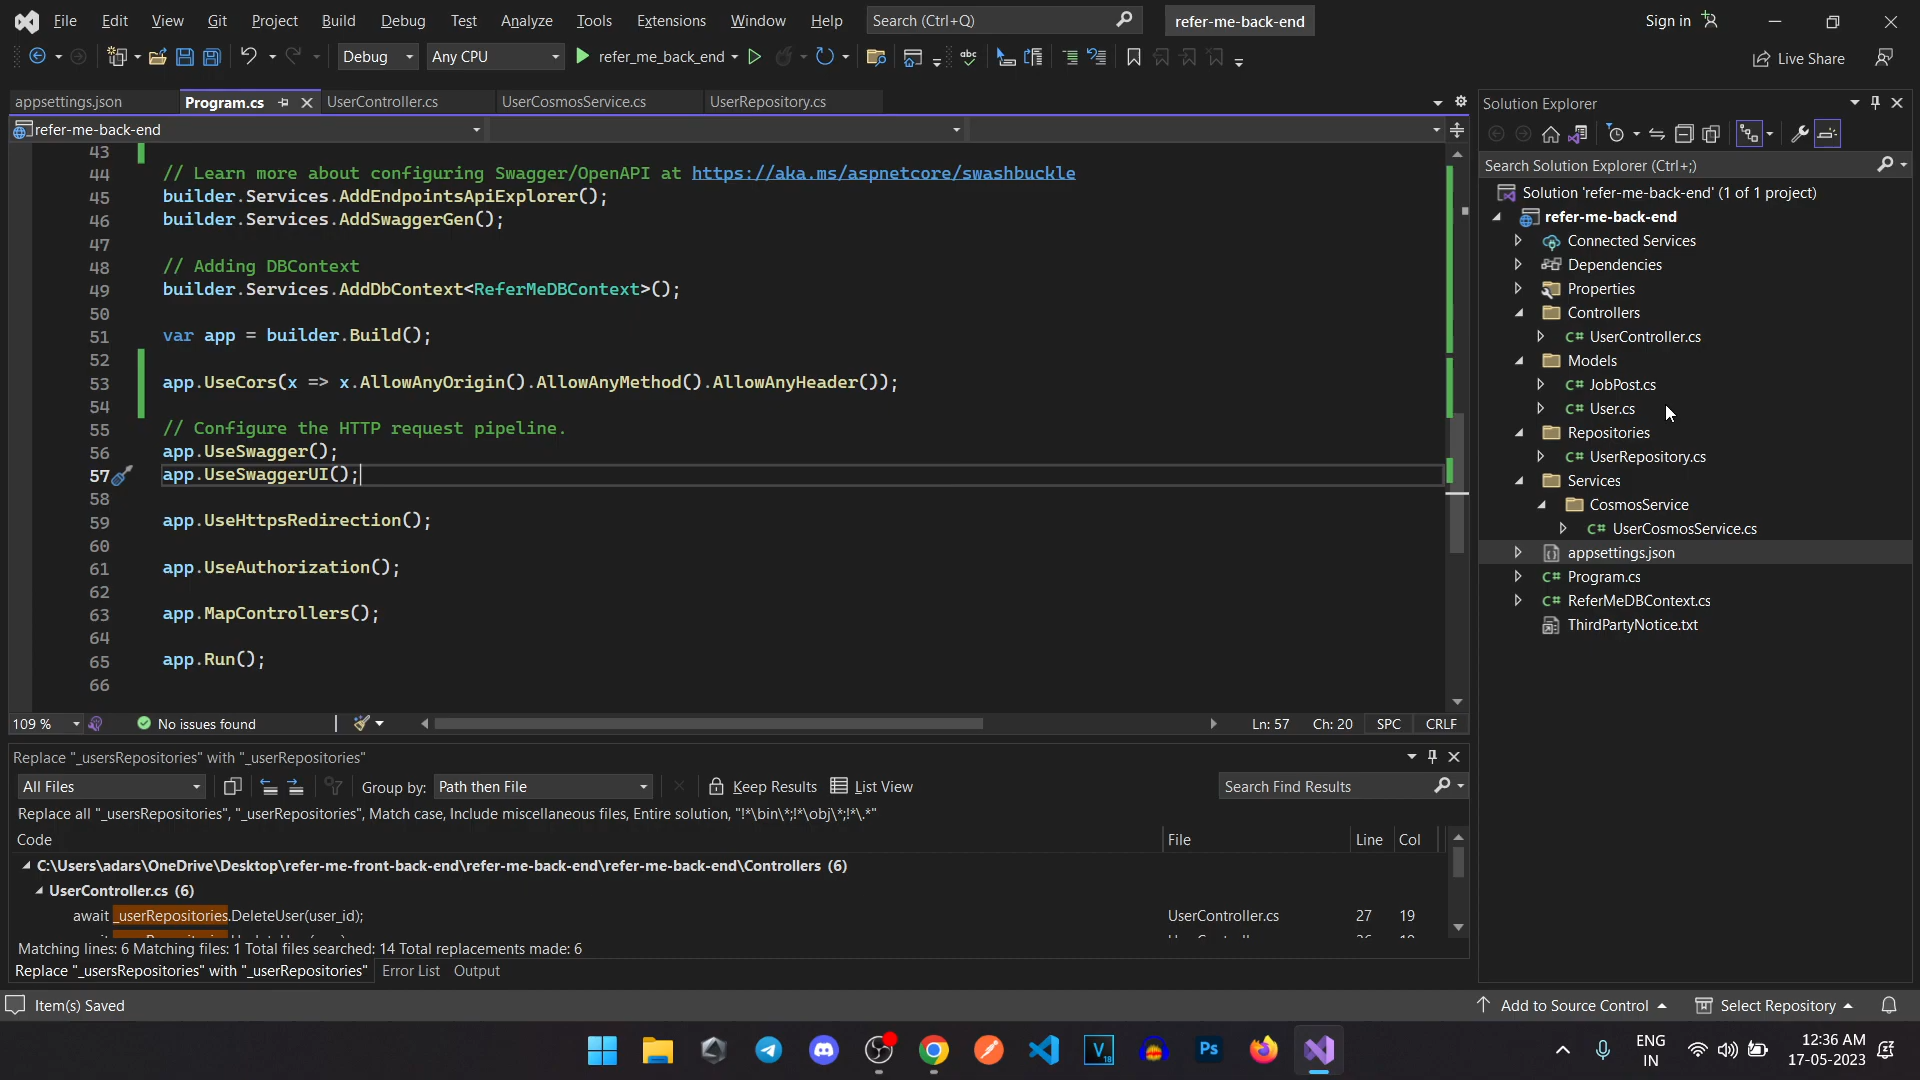 File Edit View Git Project Build Debug Test Analyze Tools Extensions Window Help Search (Ctrl+Q) refer-me-back-end Sign in
Debug Any CPU refer_me_back_end Live Share
appsettings.json Program.cs UserController.cs UserCosmosService.cs UserRepository.cs
refer-me-back-end
43
44 // Learn more about configuring Swagger/OpenAPI at https://aka.ms/aspnetcore/swashbuckle
45 builder.Services.AddEndpointsApiExplorer();
46 builder.Services.AddSwaggerGen();
47
48 // Adding DBContext
49 builder.Services.AddDbContext<ReferMeDBContext>();
50
51 var app = builder.Build();
52
53 app.UseCors(x => x.AllowAnyOrigin().AllowAnyMethod().AllowAnyHeader());
54
55 // Configure the HTTP request pipeline.
56 app.UseSwagger();
57 app.UseSwaggerUI();
58
59 app.UseHttpsRedirection();
60
61 app.UseAuthorization();
62
63 app.MapControllers();
64
65 app.Run();
66
109 % No issues found Ln: 57 Ch: 20 SPC CRLF
Replace "_usersRepositories" with "_userRepositories"
All Files Group by: Path then File Keep Results List View Search Find Results
Replace all "_usersRepositories", "_userRepositories", Match case, Include miscellaneous files, Entire solution, "!*\bin\*;!*\obj\*;!*\.*"
Code File Line Col
C:\Users\adars\OneDrive\Desktop\refer-me-front-back-end\refer-me-back-end\refer-me-back-end\Controllers (6)
UserController.cs (6)
await _userRepositories.DeleteUser(user_id); UserController.cs 27 19
Matching lines: 6 Matching files: 1 Total files searched: 14 Total replacements made: 6
Replace "_usersRepositories" with "_userRepositories" Error List Output
Solution Explorer
Search Solution Explorer (Ctrl+;)
Solution 'refer-me-back-end' (1 of 1 project)
refer-me-back-end
Connected Services
Dependencies
Properties
Controllers
C# UserController.cs
Models
C# JobPost.cs
C# User.cs
Repositories
C# UserRepository.cs
Services
CosmosService
C# UserCosmosService.cs
appsettings.json
C# Program.cs
C# ReferMeDBContext.cs
ThirdPartyNotice.txt
Item(s) Saved Add to Source Control Select Repository
ENG
IN
12:36 AM
17-05-2023